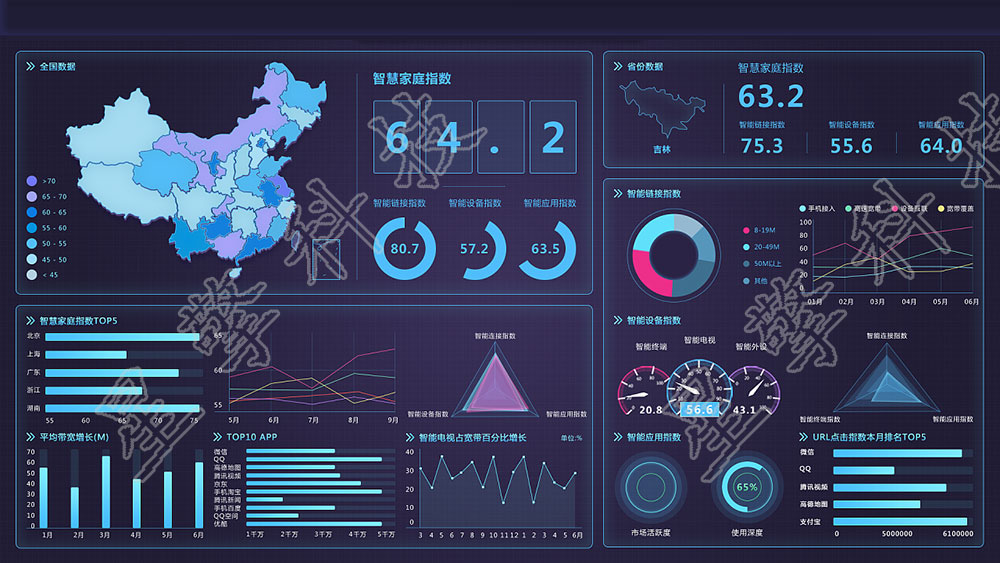 全国数据
>70
65 - 70
60 - 65
55 - 60
50 - 55
45 - 50
< 45
智慧家庭指数
64.2
智能链接指数 智能设备指数 智能应用指数
80.7 57.2 63.5
省份数据
吉林
智慧家庭指数
63.2
智能链接指数 智能设备指数 智能应用指数
75.3 55.6 64.0
智慧家庭指数TOP5
北京
上海
广东
浙江
湖南
55 60 65 70 75
65
60
55
5月 6月 7月 8月 9月
智能连接指数
智能设备指数 智能应用指数
平均带宽增长(M)
70
60
50
40
30
20
10
0
1月 2月 3月 4月 5月 6月
TOP10 APP
微信
QQ
高德地图
腾讯视频
京东
手机淘宝
腾讯新闻
手机百度
QQ空间
优酷
1千万 2千万 3千万 4千万 5千万
智能电视占宽带百分比增长 单位:%
40
30
20
10
0
3 4 5 6 7 8 9 10 11 12 1 2 3 4 5 6月
智能链接指数
8-19M
20-49M
50M以上
其他
手机接入 高速宽带 设备互联 宽带覆盖
100
80
60
40
20
0
01月 02月 03月 04月 05月 06月
智能设备指数
智能终端 智能电视 智能外设
20.8 56.6 43.1
智能连接指数
智能终端指数 智能应用指数
智能应用指数
65%
市场活跃度 使用深度
URL点击指数本月排名TOP5
微信
QQ
腾讯视频
高德地图
支付宝
0 5000000 6100000